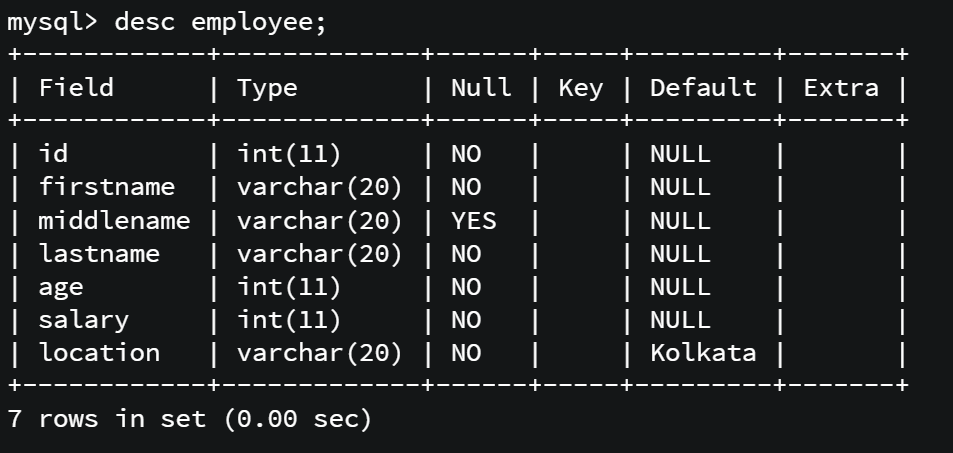 mysql> desc employee;
+------------+-------------+------+-----+---------+-------+
| Field      | Type        | Null | Key | Default | Extra |
+------------+-------------+------+-----+---------+-------+
| id         | int(11)     | NO   |     | NULL    |       |
| firstname  | varchar(20) | NO   |     | NULL    |       |
| middlename | varchar(20) | YES  |     | NULL    |       |
| lastname   | varchar(20) | NO   |     | NULL    |       |
| age        | int(11)     | NO   |     | NULL    |       |
| salary     | int(11)     | NO   |     | NULL    |       |
| location   | varchar(20) | NO   |     | Kolkata |       |
+------------+-------------+------+-----+---------+-------+
7 rows in set (0.00 sec)